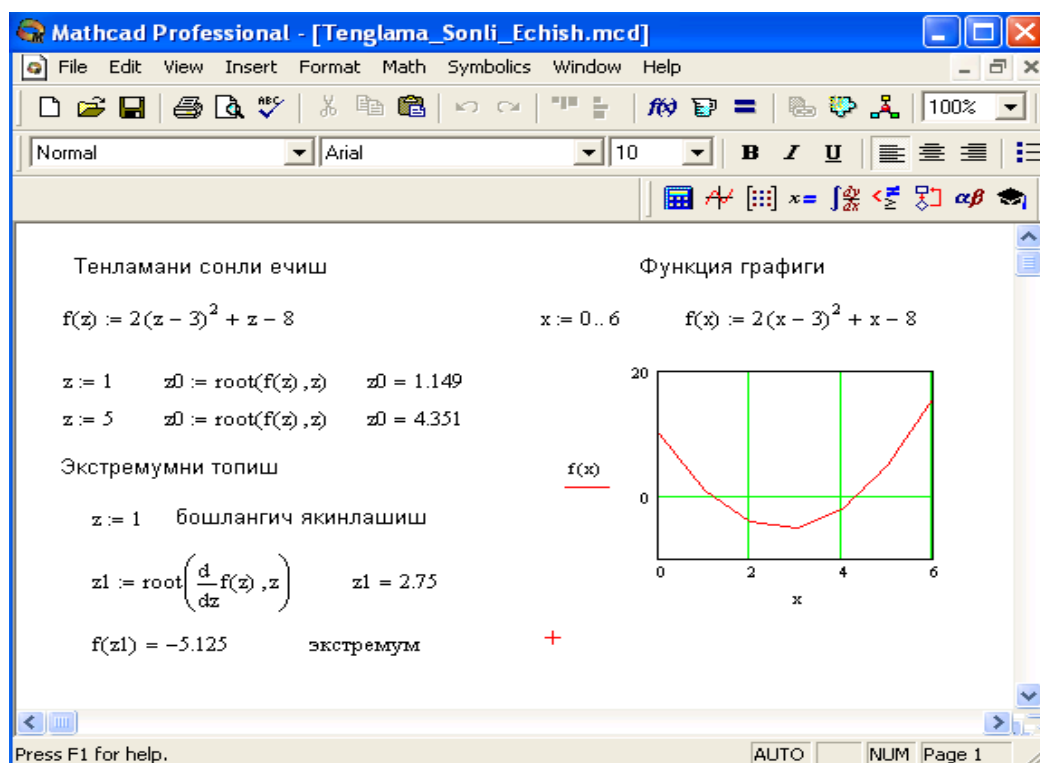 Mathcad Professional - [Tenglama_Sonli_Echish.mcd]
File Edit View Insert Format Math Symbolics Window Help
100%
Normal Arial 10 B I U
Тенламани сонли ечиш
Функция графиги
f(z) := 2(z − 3)² + z − 8
x := 0.. 6 f(x) := 2(x − 3)² + x − 8
z := 1 z0 := root(f(z) ,z) z0 = 1.149
z := 5 z0 := root(f(z) ,z) z0 = 4.351
Экстремумни топиш
z := 1 бошлангич якинлашиш
z1 := root(d/dz f(z) ,z) z1 = 2.75
f(z1) = −5.125 экстремум
20
f(x)
0
0 2 4 6
x
Press F1 for help.
AUTO NUM Page 1